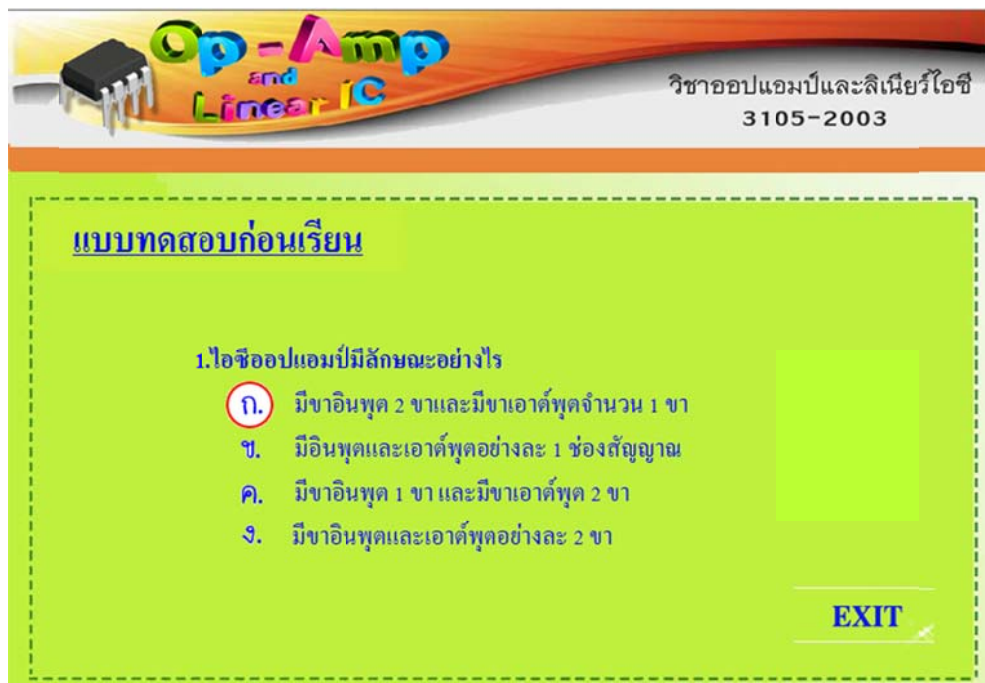 Op-Amp
and
Linear IC
วิชาออปแอมป์และลิเนียร์ไอซี
3105-2003
แบบทดสอบก่อนเรียน
1.ไอซีออปแอมป์มีลักษณะอย่างไร
ก. มีขาอินพุต 2 ขาและมีขาเอาต์พุตจำนวน 1 ขา
ข. มีอินพุตและเอาต์พุตอย่างละ 1 ช่องสัญญาณ
ค. มีขาอินพุต 1 ขา และมีขาเอาต์พุต 2 ขา
ง. มีขาอินพุตและเอาต์พุตอย่างละ 2 ขา
EXIT